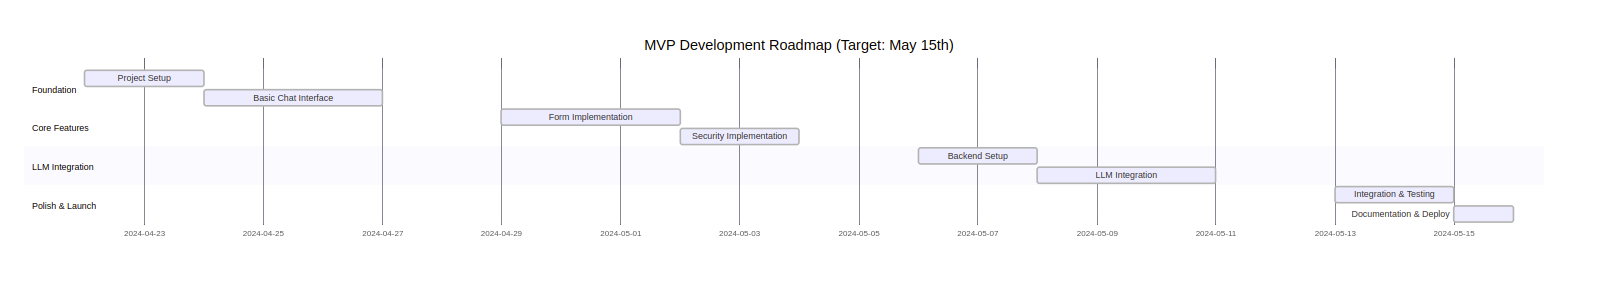 MVP Development Roadmap (Target: May 15th)
Project Setup
Foundation
Basic Chat Interface
Form Implementation
Core Features
Security Implementation
Backend Setup
LLM Integration
LLM Integration
Integration & Testing
Polish & Launch
Documentation & Deploy
2024-04-23 2024-04-25 2024-04-27 2024-04-29 2024-05-01 2024-05-03 2024-05-05 2024-05-07 2024-05-09 2024-05-11 2024-05-13 2024-05-15